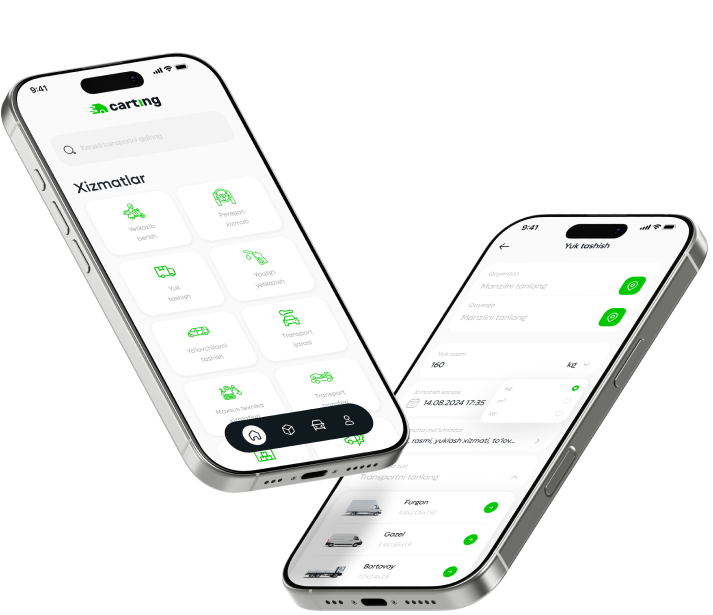 9:41
carting
Kerakli transportni qidiring
Xizmatlar
Yetkazib
berish
Peregon
xizmati
Yuk
tashish
Yoqilgi
yetkazish
Yo'lovchilarni
tashish
Transport
ijarasi
Maxsus texnika
Transport
9:41
Yuk tashish
Qayerdan
Manzilni tanlang
Qayerga
Manzilni tanlang
Yuk vazni
160
kg
kg
m³
litr
Jo'natish sanasi
14.08.2024 17:35
rasmi, yuklash xizmati, to'lov...
Transportni tanlang
Furgon
Gazel
Bortovoy